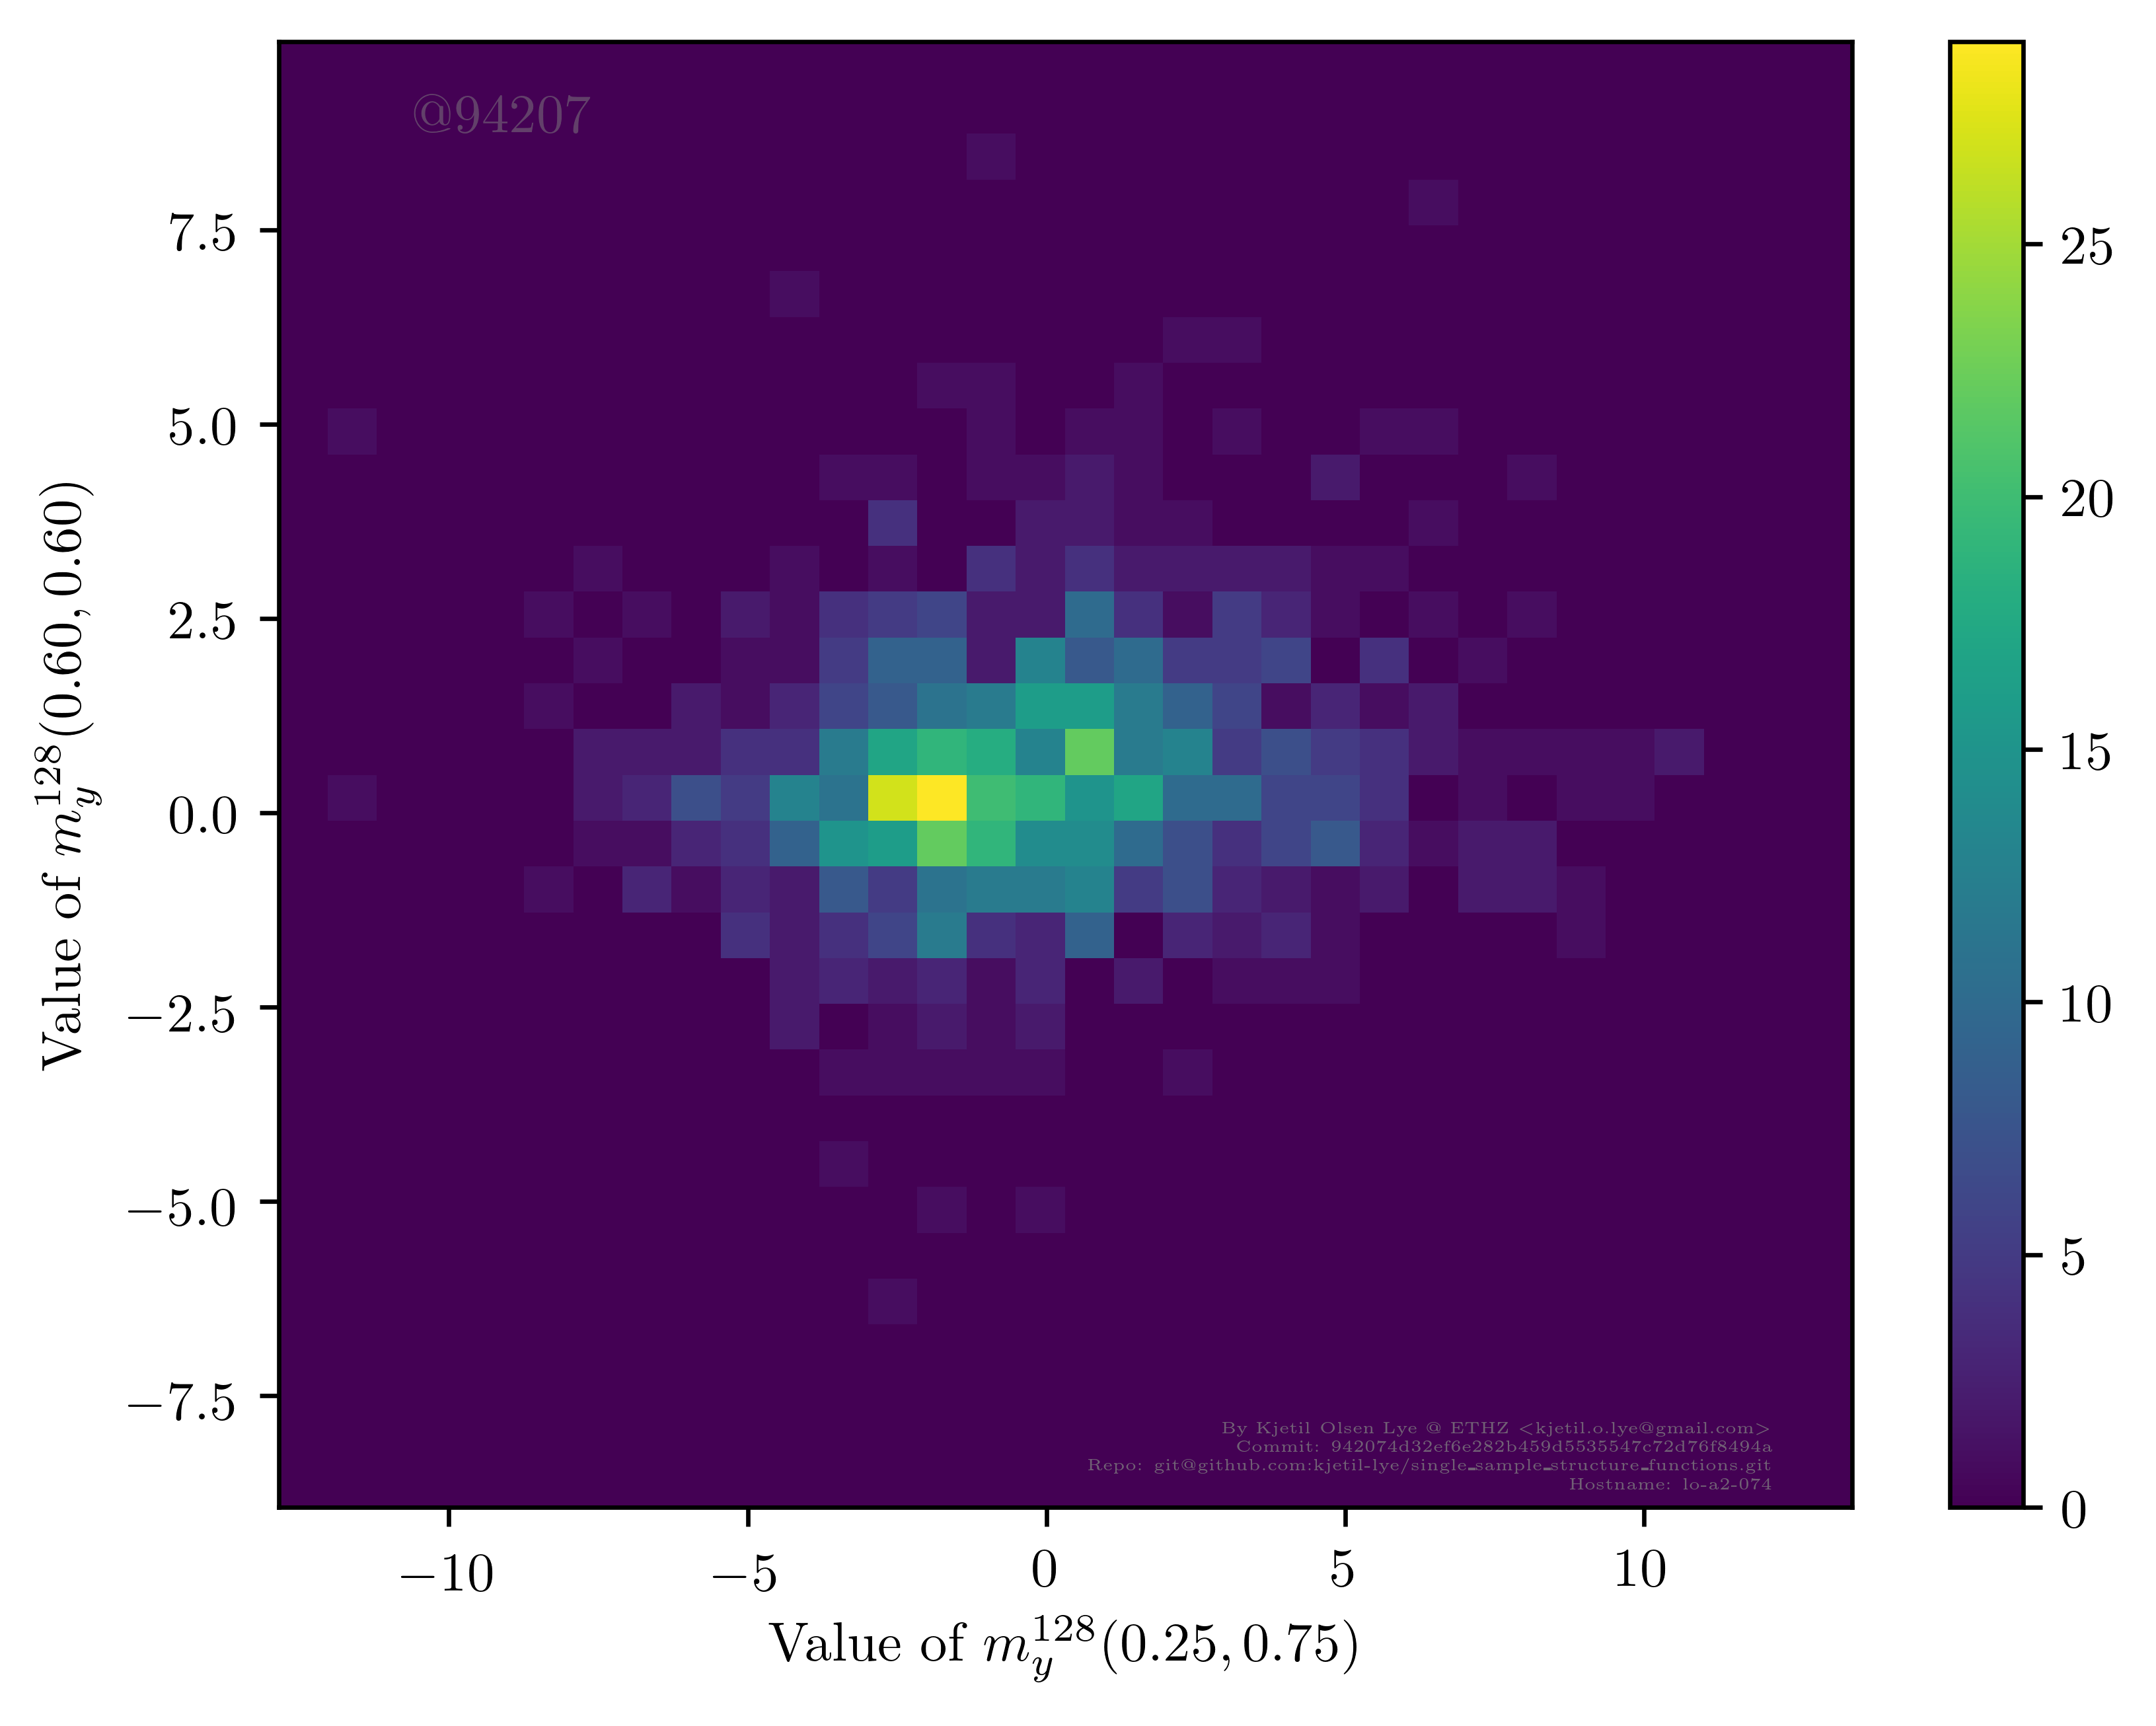 @94207
7.5
5.0
2.5
0.0
−2.5
−5.0
−7.5
Value of $m_y^{128}(0.60, 0.60)$
By Kjetil Olsen Lye @ ETHZ <kjetil.o.lye@gmail.com>
Commit: 942074d32ef6e282b459d5535547c72d76f8494a
Repo: git@github.com:kjetil-lye/single_sample_structure_functions.git
Hostname: lo-a2-074
−10 −5 0 5 10
Value of $m_y^{128}(0.25, 0.75)$
25
20
15
10
5
0